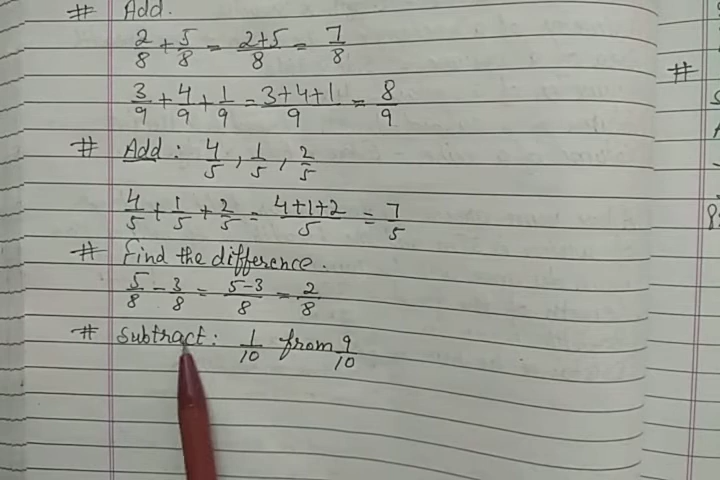 # Add.
2/8 + 5/8 = 2+5/8 = 7/8
3/9 + 4/9 + 1/9 = 3+4+1/9 = 8/9
# Add : 4/5 , 1/5 , 2/5
4/5 + 1/5 + 2/5 = 4+1+2/5 = 7/5
# Find the difference.
5/8 - 3/8 = 5-3/8 = 2/8
# Subtract: 1/10 from 9/10
#